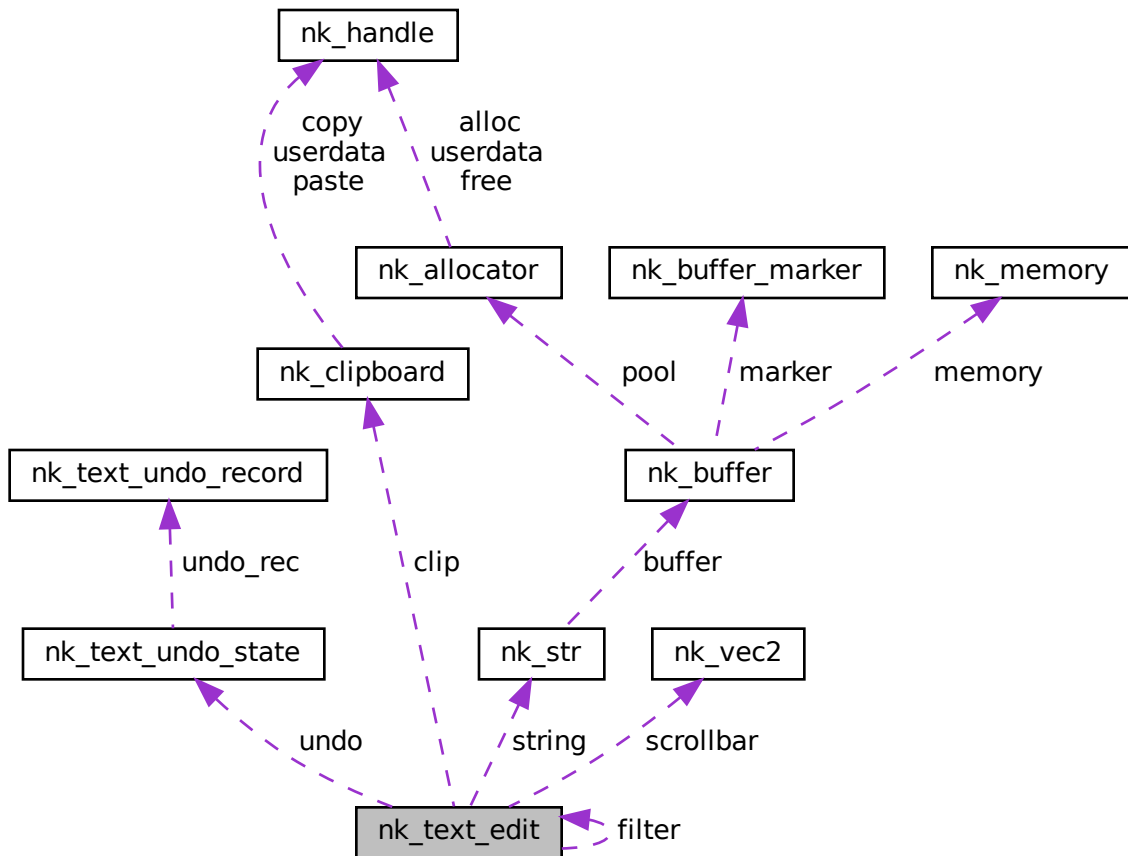 nk_handle
copy
userdata
paste
alloc
userdata
free
nk_allocator
nk_buffer_marker
nk_memory
nk_clipboard
pool
marker
memory
nk_text_undo_record
nk_buffer
undo_rec
clip
buffer
nk_text_undo_state
nk_str
nk_vec2
undo
string
scrollbar
nk_text_edit
filter